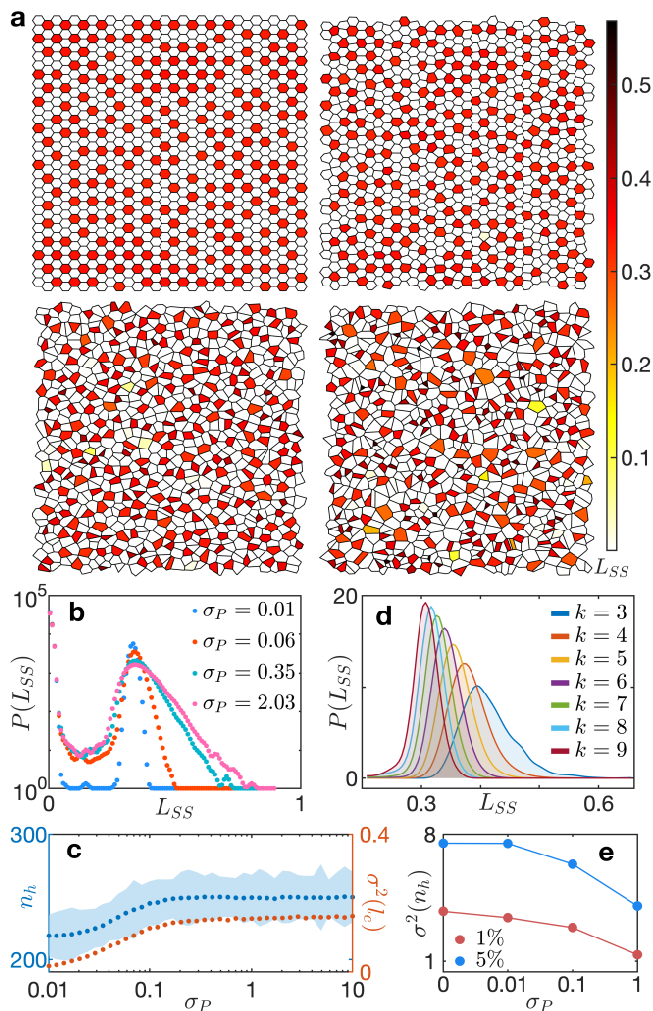 a
0.5
0.4
0.3
0.2
0.1
L_SS
b
10^5
10^0
P(L_SS)
σ_P = 0.01
σ_P = 0.06
σ_P = 0.35
σ_P = 2.03
0
L_SS
1
d
20
0
P(L_SS)
k = 3
k = 4
k = 5
k = 6
k = 7
k = 8
k = 9
0.3
L_SS
0.6
c
300
n_h
200
0.4
σ²(l_c)
0
0.01
0.1
1
10
σ_P
e
8
σ²(n_h)
1
1%
5%
0
0.01
0.1
1
σ_P